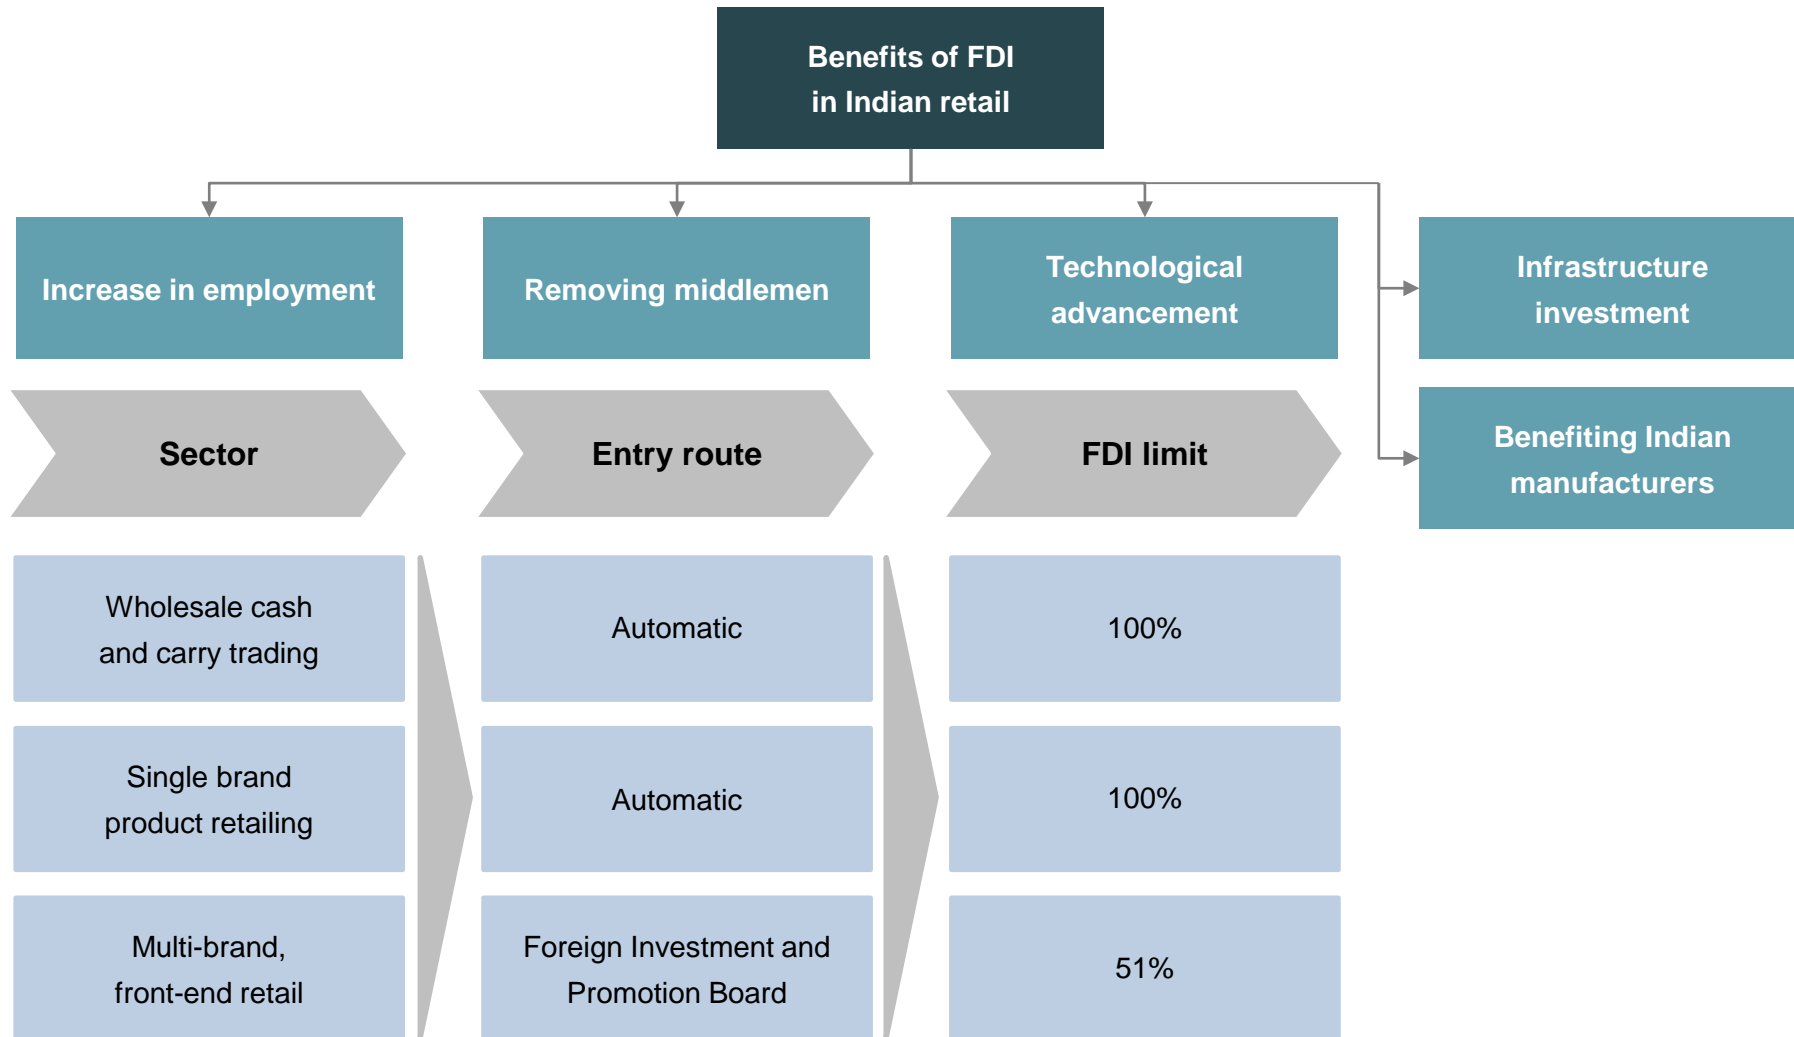 Benefits of FDI
in Indian retail
Increase in employment
Removing middlemen
Technological
advancement
Infrastructure
investment
Benefiting Indian
manufacturers
Sector
Entry route
FDI limit
Wholesale cash
and carry trading
Automatic
100%
Single brand
product retailing
Automatic
100%
Multi-brand,
front-end retail
Foreign Investment and
Promotion Board
51%